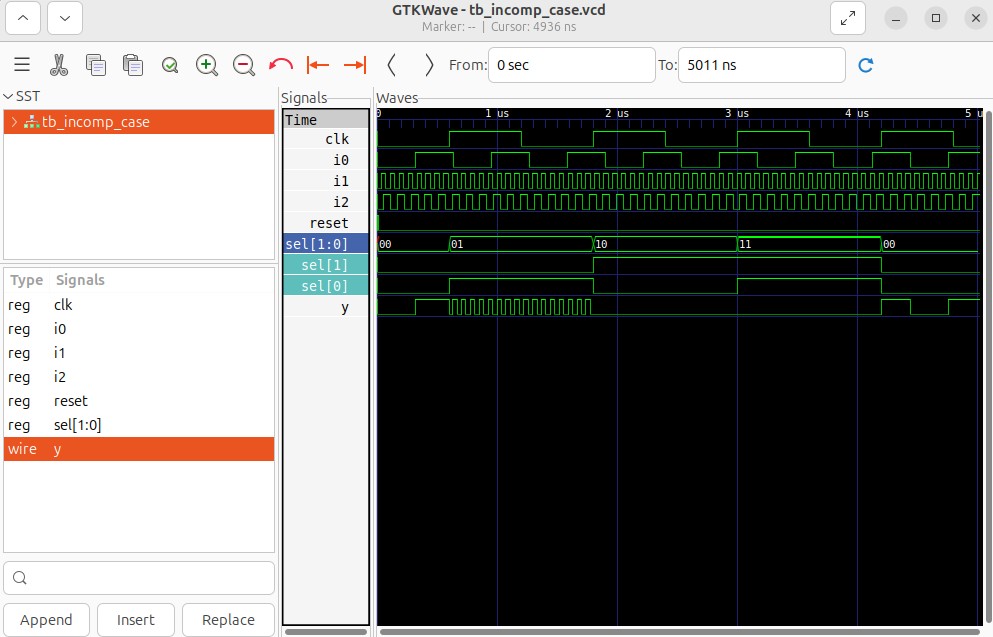 GTKWave - tb_incomp_case.vcd
Marker: -- | Cursor: 4936 ns
From: 0 sec To: 5011 ns
SST
tb_incomp_case
Type Signals
reg clk
reg i0
reg i1
reg i2
reg reset
reg sel[1:0]
wire y
Append Insert Replace
Signals
Time
clk
i0
i1
i2
reset
sel[1:0]
sel[1]
sel[0]
y
Waves
0 1 us 2 us 3 us 4 us 5 u
00 01 10 11 00